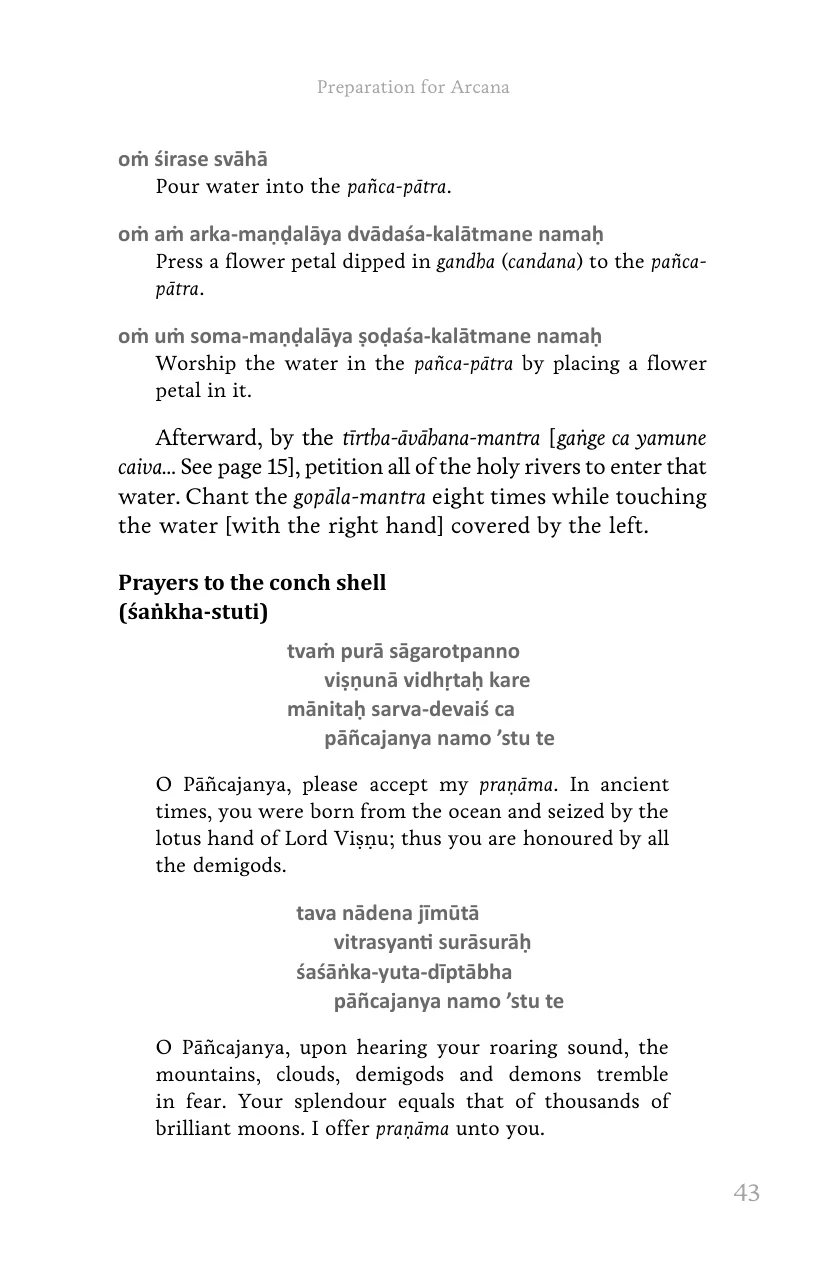 Preparation for Arcana
oṁ śirase svāhā
Pour water into the pañca-pātra.
oṁ aṁ arka-maṇḍalāya dvādaśa-kalātmane namaḥ
Press a flower petal dipped in gandha (candana) to the pañca-
pātra.
oṁ uṁ soma-maṇḍalāya ṣoḍaśa-kalātmane namaḥ
Worship the water in the pañca-pātra by placing a flower
petal in it.
Afterward, by the tīrtha-āvāhana-mantra [gaṅge ca yamune
caiva... See page 15], petition all of the holy rivers to enter that
water. Chant the gopāla-mantra eight times while touching
the water [with the right hand] covered by the left.
Prayers to the conch shell
(śaṅkha-stuti)
tvaṁ purā sāgarotpanno
viṣṇunā vidhṛtaḥ kare
mānitaḥ sarva-devaiś ca
pāñcajanya namo ’stu te
O Pāñcajanya, please accept my praṇāma. In ancient
times, you were born from the ocean and seized by the
lotus hand of Lord Viṣṇu; thus you are honoured by all
the demigods.
tava nādena jīmūtā
vitrasyanti surāsurāḥ
śaśāṅka-yuta-dīptābha
pāñcajanya namo ’stu te
O Pāñcajanya, upon hearing your roaring sound, the
mountains, clouds, demigods and demons tremble
in fear. Your splendour equals that of thousands of
brilliant moons. I offer praṇāma unto you.
43